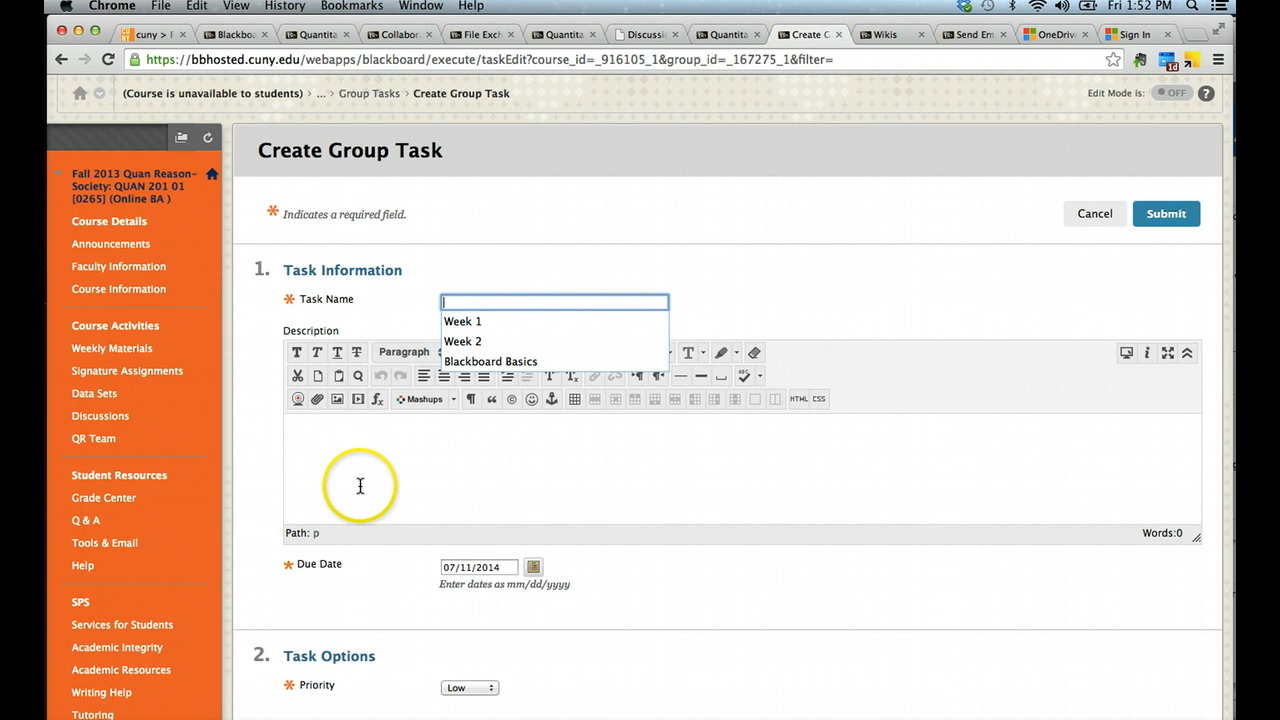 Chrome File Edit View History Bookmarks Window Help Fri 1:52 PM
cuny > F Blackboa Quantita Collabor File Exch Quantita Discussio Quantita Create G Wikis Send Em OneDriv Sign In
https://bbhosted.cuny.edu/webapps/blackboard/execute/taskEdit?course_id=_916105_1&group_id=_167275_1&filter=
(Course is unavailable to students) > ... > Group Tasks > Create Group Task Edit Mode is: OFF ?
Create Group Task
Fall 2013 Quan Reason-
Society: QUAN 201 01
[0265] (Online BA )
Course Details
Announcements
Faculty Information
Course Information
Course Activities
Weekly Materials
Signature Assignments
Data Sets
Discussions
QR Team
Student Resources
Grade Center
Q & A
Tools & Email
Help
SPS
Services for Students
Academic Integrity
Academic Resources
Writing Help
Tutoring
* Indicates a required field.
Cancel Submit
1. Task Information
* Task Name
Week 1
Week 2
Blackboard Basics
Description
T T T T Paragraph
Mashups HTML CSS
Path: p Words:0
* Due Date 07/11/2014
Enter dates as mm/dd/yyyy
2. Task Options
* Priority Low